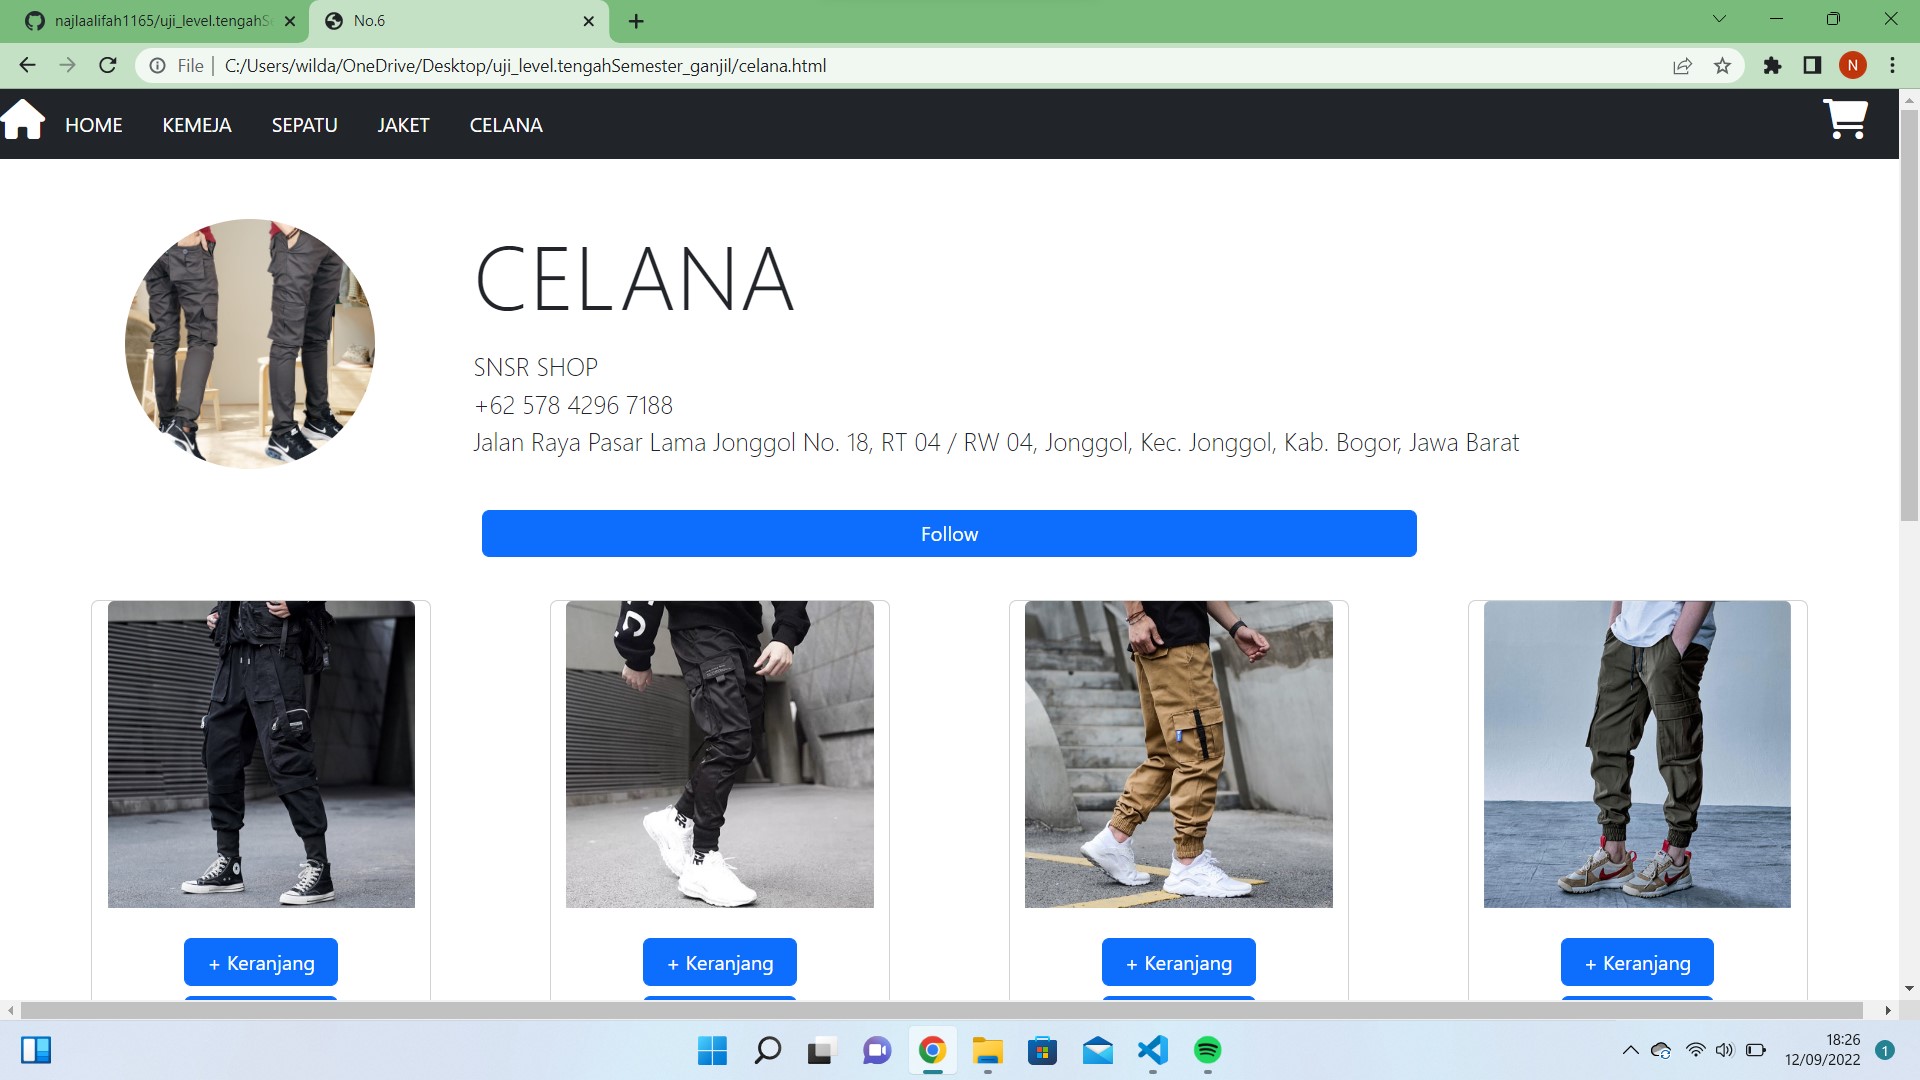 najlaalifah1165/uji_level.tengahSe
No.6
File
C:/Users/wilda/OneDrive/Desktop/uji_level.tengahSemester_ganjil/celana.html
N
HOME KEMEJA SEPATU JAKET CELANA
CELANA
SNSR SHOP
+62 578 4296 7188
Jalan Raya Pasar Lama Jonggol No. 18, RT 04 / RW 04, Jonggol, Kec. Jonggol, Kab. Bogor, Jawa Barat
Follow
+ Keranjang
+ Keranjang
+ Keranjang
+ Keranjang
18:26
12/09/2022
1